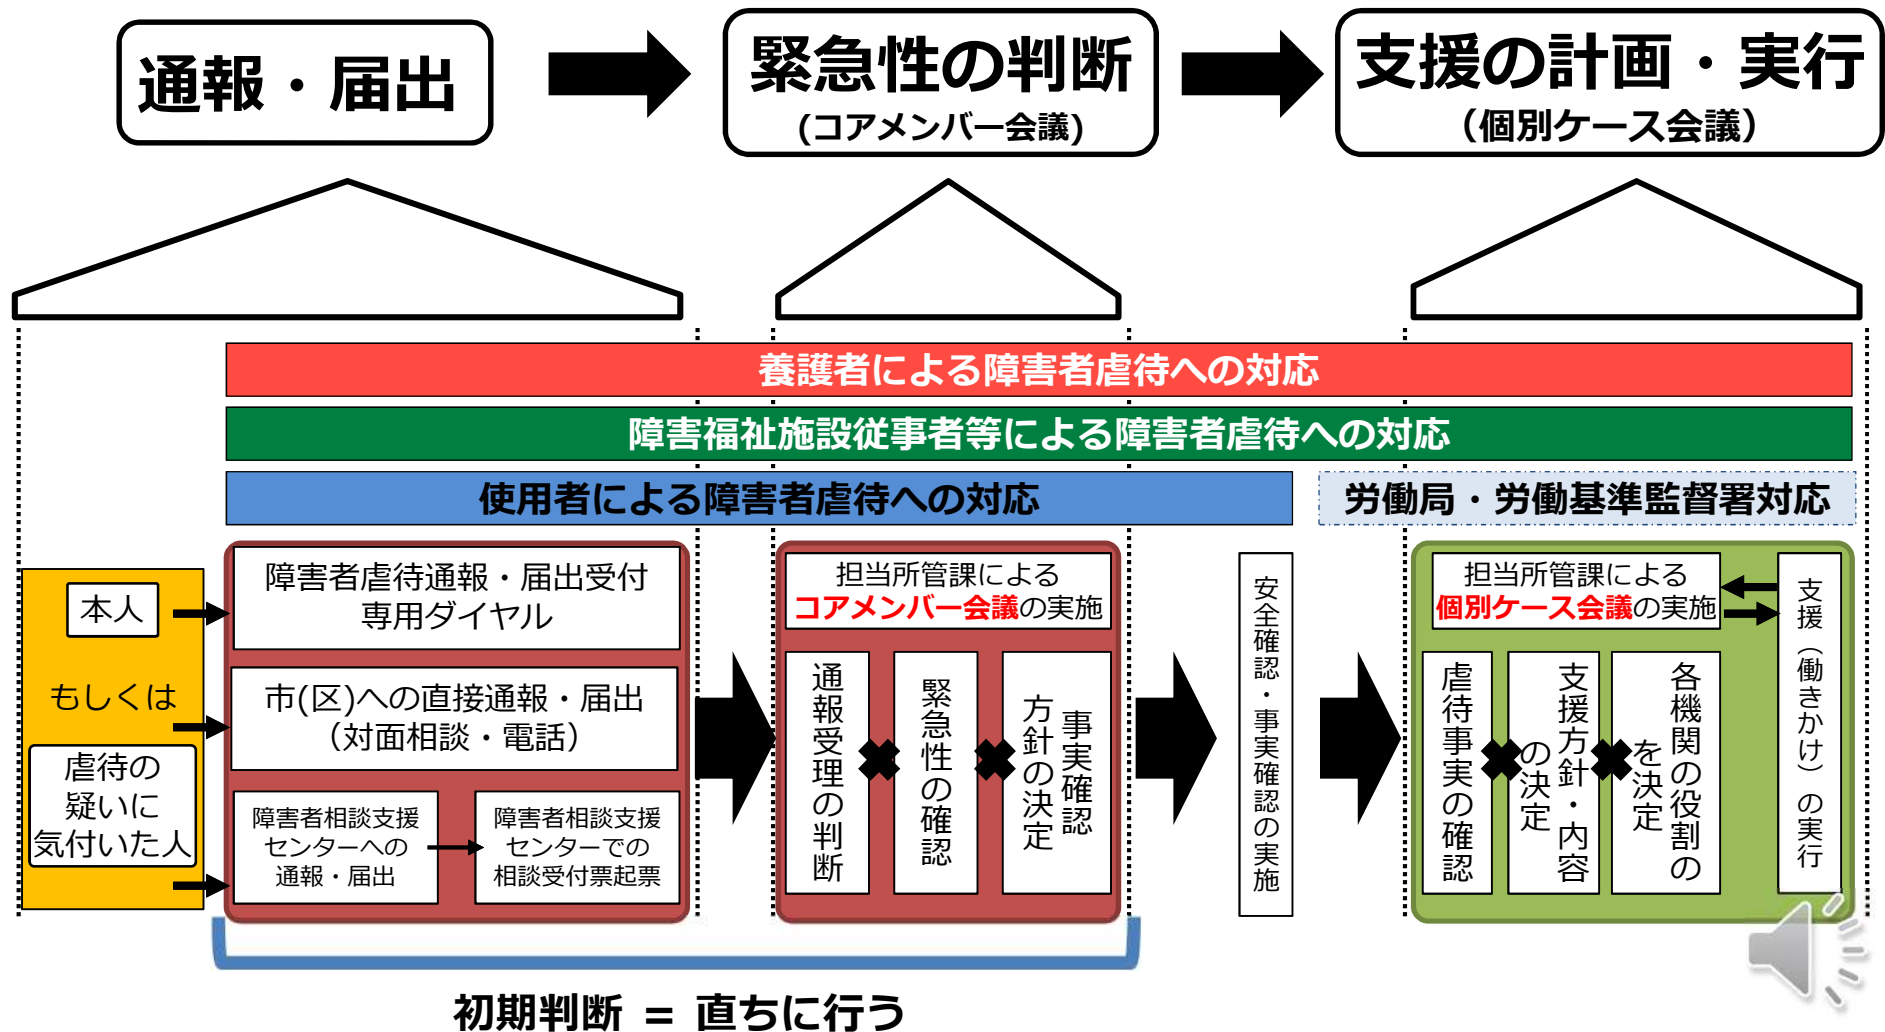 通報・届出
緊急性の判断
(コアメンバー会議)
支援の計画・実行
（個別ケース会議）
養護者による障害者虐待への対応
障害福祉施設従事者等による障害者虐待への対応
使用者による障害者虐待への対応
労働局・労働基準監督署対応
本人
もしくは
虐待の
疑いに
気付いた人
障害者虐待通報・届出受付
専用ダイヤル
市(区)への直接通報・届出
（対面相談・電話）
障害者相談支援
センターへの
通報・届出
障害者相談支援
センターでの
相談受付票起票
担当所管課による
コアメンバー会議の実施
通報受理の判断
緊急性の確認
事実確認
方針の決定
安全確認・事実確認の実施
担当所管課による
個別ケース会議の実施
虐待事実の確認
支援方針・内容
の決定
各機関の役割の
を決定
支援（働きかけ）の実行
初期判断 = 直ちに行う